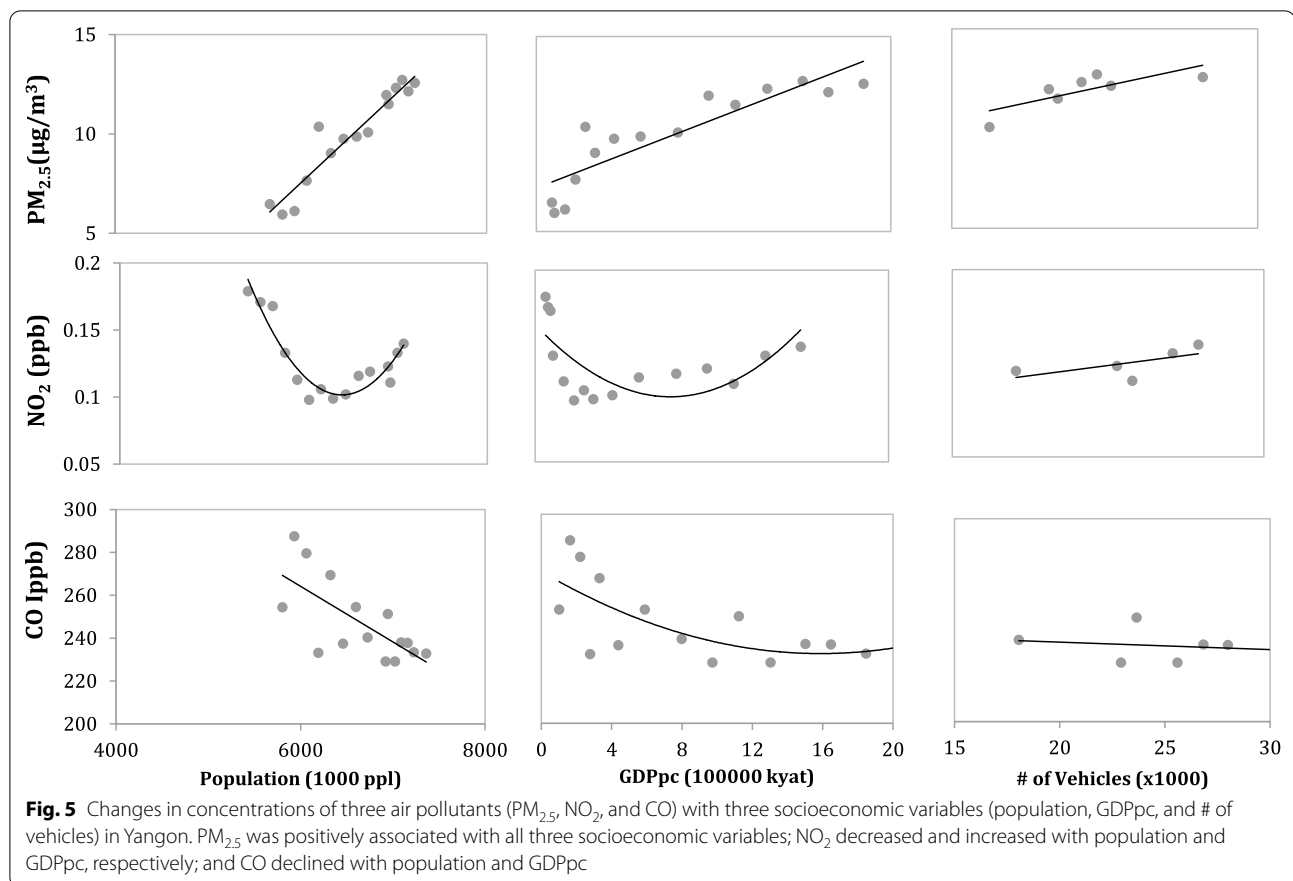 15
10
5
PM2.5(µg/m3)
0.2
0.15
0.1
0.05
NO2 (ppb)
300
280
260
240
220
200
CO Ippb)
4000 6000 8000
0 4 8 12 16 20
15 20 25 30
Population (1000 ppl)
GDPpc (100000 kyat)
# of Vehicles (x1000)
Fig. 5 Changes in concentrations of three air pollutants (PM2.5, NO2, and CO) with three socioeconomic variables (population, GDPpc, and # of
vehicles) in Yangon. PM2.5 was positively associated with all three socioeconomic variables; NO2 decreased and increased with population and
GDPpc, respectively; and CO declined with population and GDPpc